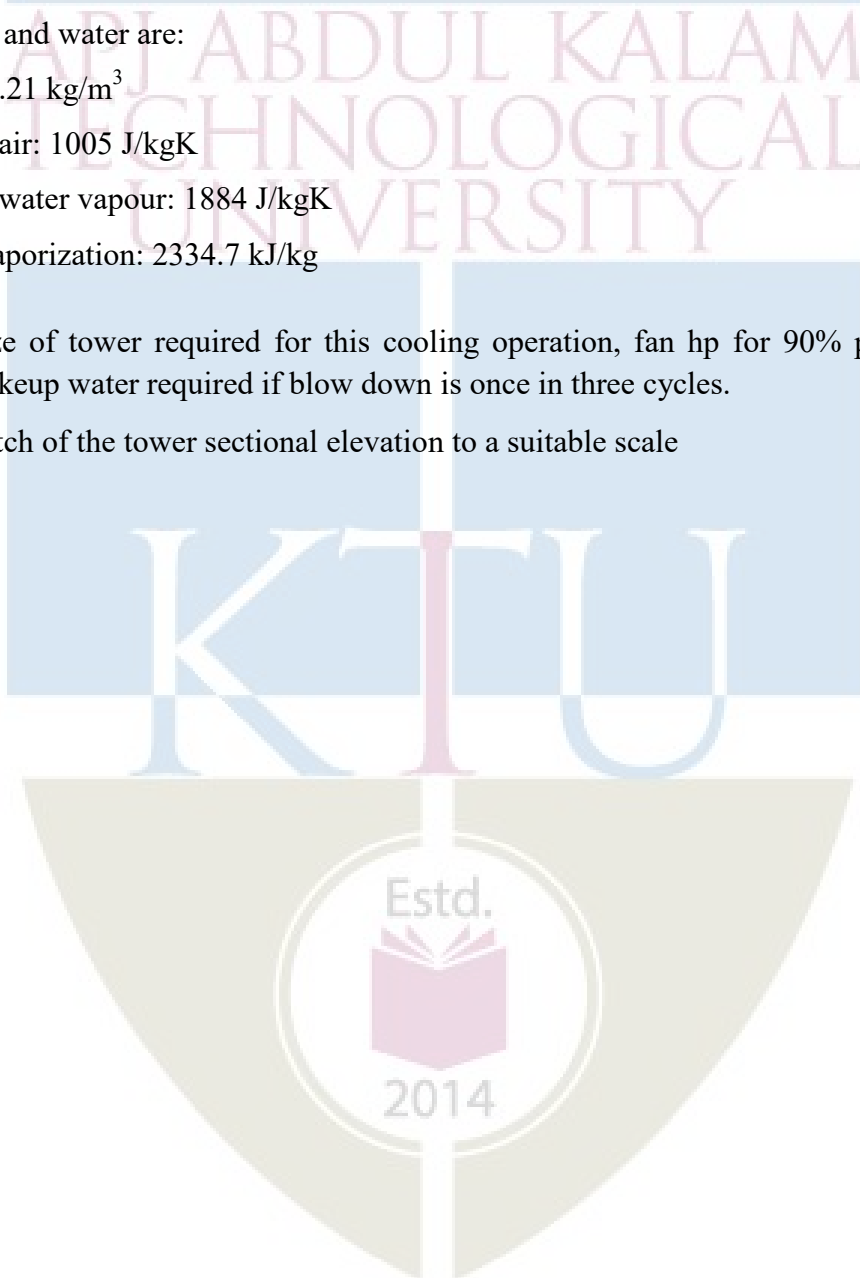 APJ ABDUL KALAM
TECHNOLOGICAL
UNIVERSITY
and water are:
.21 kg/m³
air: 1005 J/kgK
water vapour: 1884 J/kgK
aporization: 2334.7 kJ/kg
ze of tower required for this cooling operation, fan hp for 90% p
keup water required if blow down is once in three cycles.
tch of the tower sectional elevation to a suitable scale
KTU
Estd.
2014